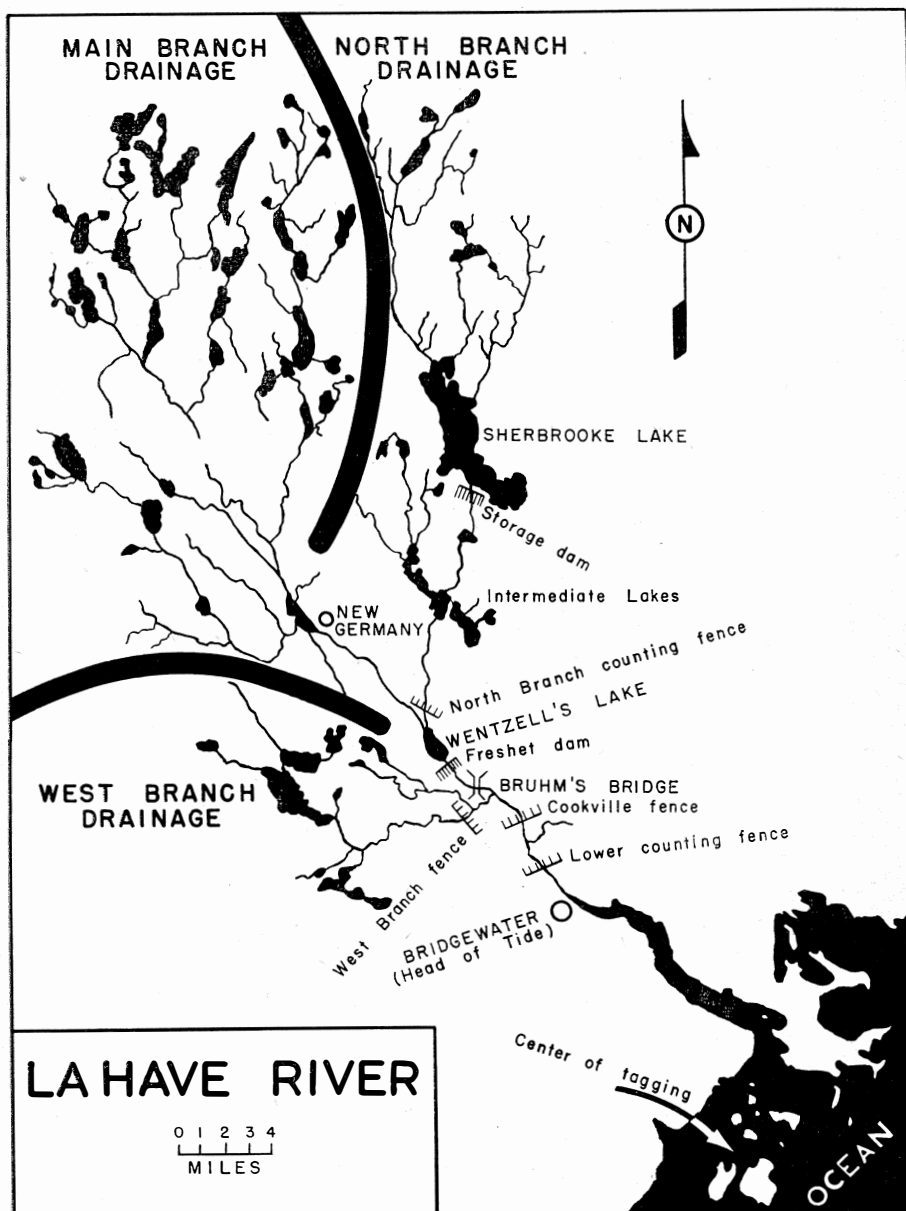 MAIN BRANCH
DRAINAGE
NORTH BRANCH
DRAINAGE
N
SHERBROOKE LAKE
Storage dam
Intermediate Lakes
NEW
GERMANY
North Branch counting fence
WENTZELL'S LAKE
Freshet dam
BRUHM'S BRIDGE
Cookville fence
Lower counting fence
WEST BRANCH
DRAINAGE
West Branch fence
BRIDGEWATER
(Head of Tide)
Center of tagging
OCEAN
LA HAVE RIVER
0 1 2 3 4
MILES